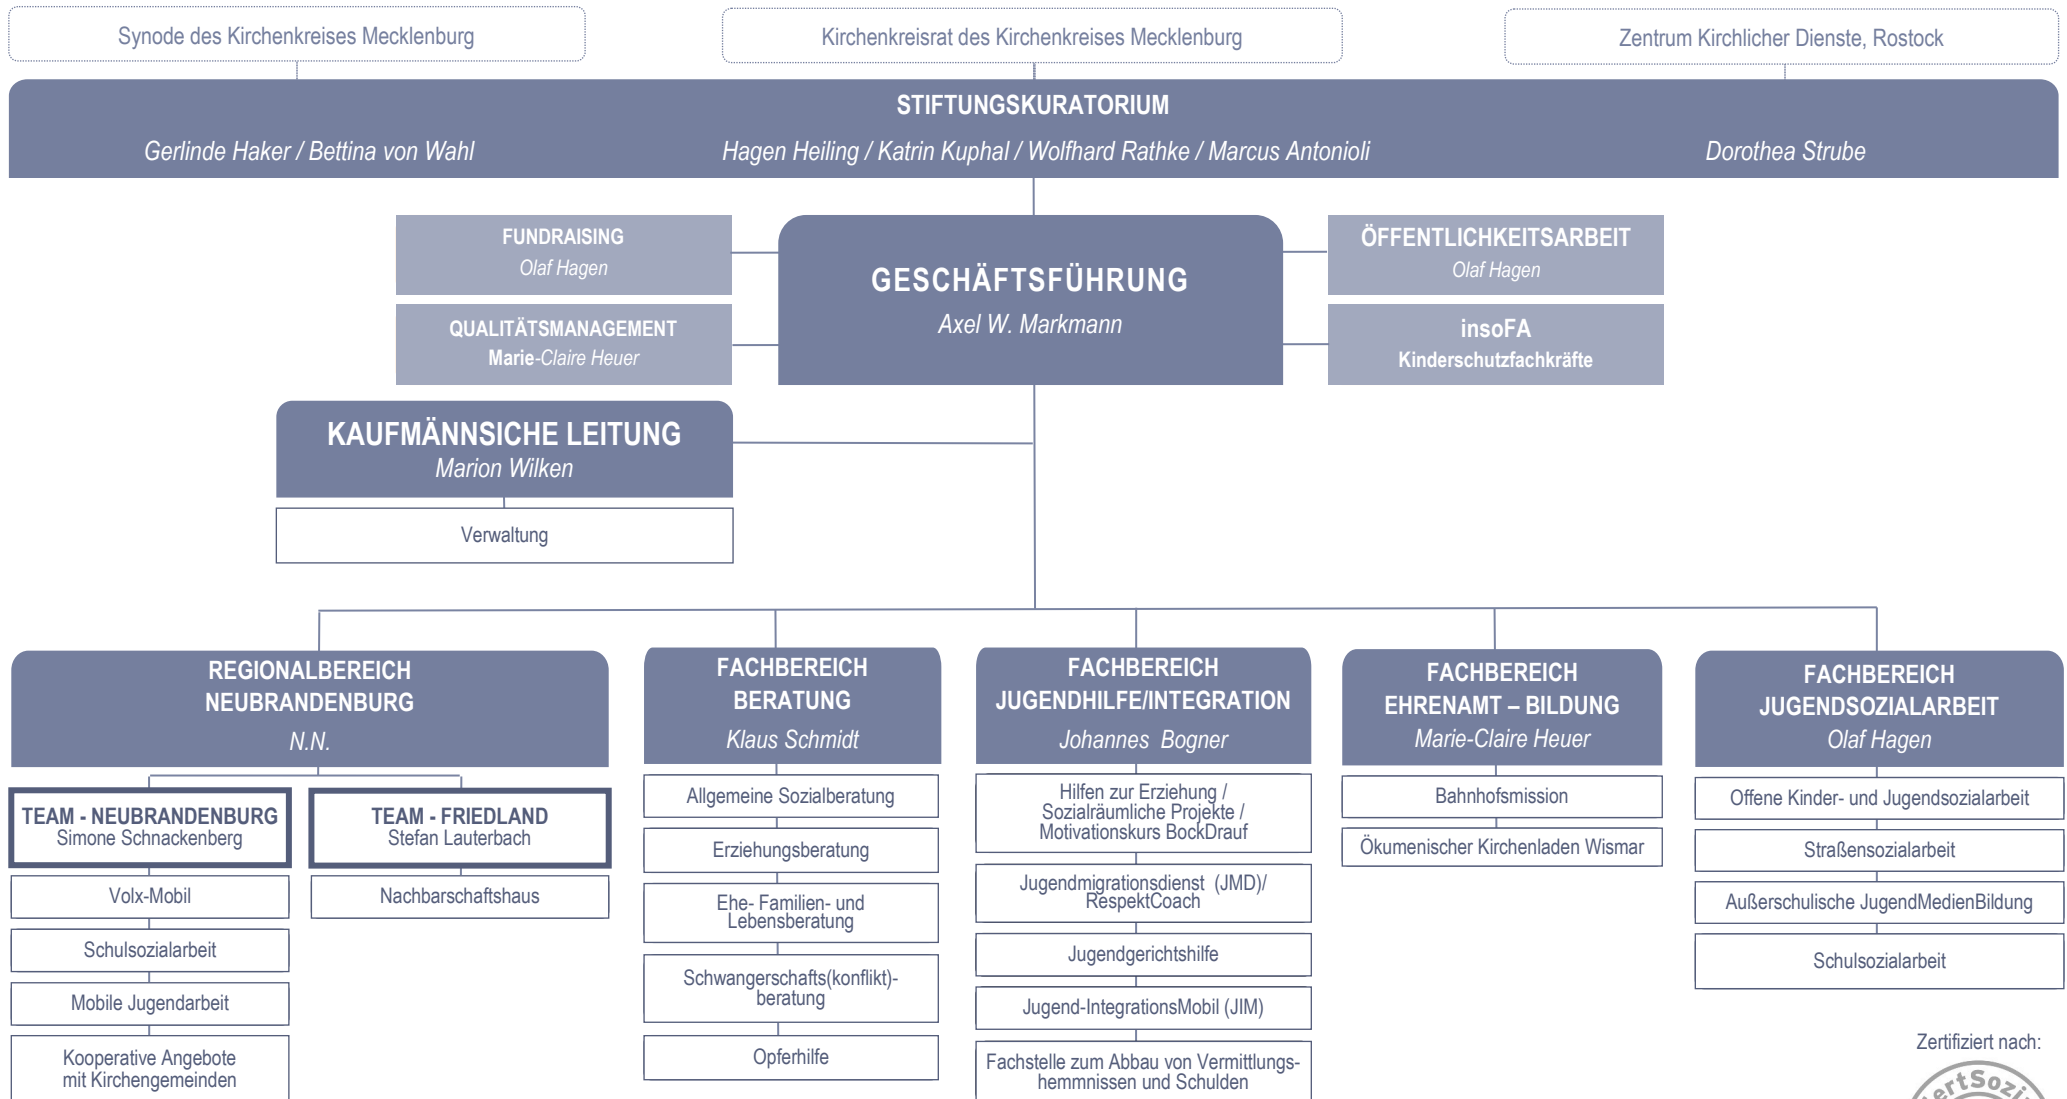 Synode des Kirchenkreises Mecklenburg
Kirchenkreisrat des Kirchenkreises Mecklenburg
Zentrum Kirchlicher Dienste, Rostock
STIFTUNGSKURATORIUM
Gerlinde Haker / Bettina von Wahl
Hagen Heiling / Katrin Kuphal / Wolfhard Rathke / Marcus Antonioli
Dorothea Strube
FUNDRAISING
Olaf Hagen
QUALITÄTSMANAGEMENT
Marie-Claire Heuer
GESCHÄFTSFÜHRUNG
Axel W. Markmann
ÖFFENTLICHKEITSARBEIT
Olaf Hagen
insoFA
Kinderschutzfachkräfte
KAUFMÄNNSICHE LEITUNG
Marion Wilken
Verwaltung
REGIONALBEREICH
NEUBRANDENBURG
N.N.
TEAM - NEUBRANDENBURG
Simone Schnackenberg
Volx-Mobil
Schulsozialarbeit
Mobile Jugendarbeit
Kooperative Angebote
mit Kirchengemeinden
TEAM - FRIEDLAND
Stefan Lauterbach
Nachbarschaftshaus
FACHBEREICH
BERATUNG
Klaus Schmidt
Allgemeine Sozialberatung
Erziehungsberatung
Ehe- Familien- und
Lebensberatung
Schwangerschafts(konflikt)-
beratung
Opferhilfe
FACHBEREICH
JUGENDHILFE/INTEGRATION
Johannes Bogner
Hilfen zur Erziehung /
Sozialräumliche Projekte /
Motivationskurs BockDrauf
Jugendmigrationsdienst (JMD)/
RespektCoach
Jugendgerichtshilfe
Jugend-IntegrationsMobil (JIM)
Fachstelle zum Abbau von Vermittlungs-
hemmnissen und Schulden
FACHBEREICH
EHRENAMT – BILDUNG
Marie-Claire Heuer
Bahnhofsmission
Ökumenischer Kirchenladen Wismar
FACHBEREICH
JUGENDSOZIALARBEIT
Olaf Hagen
Offene Kinder- und Jugendsozialarbeit
Straßensozialarbeit
Außerschulische JugendMedienBildung
Schulsozialarbeit
Zertifiziert nach: